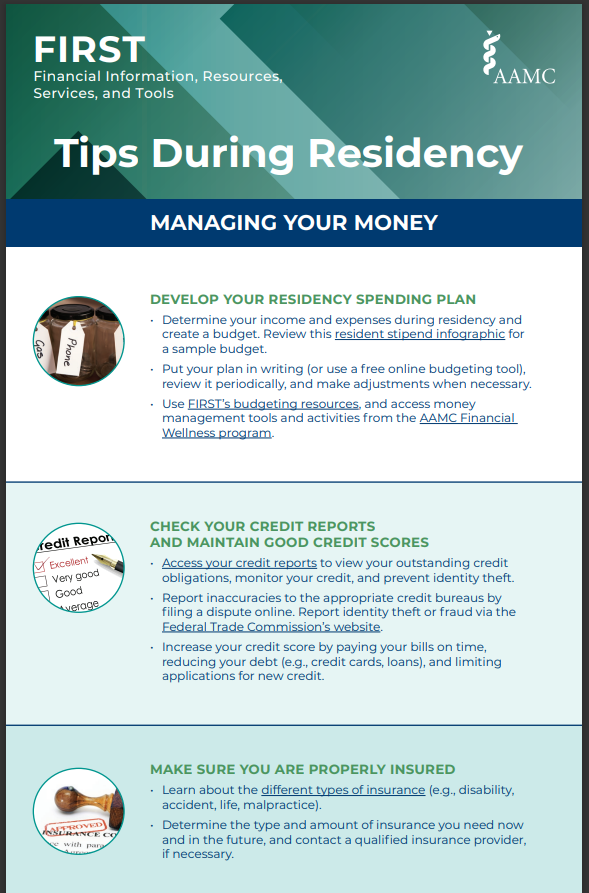 FIRST
Financial Information, Resources,
Services, and Tools
AAMC
Tips During Residency
MANAGING YOUR MONEY
DEVELOP YOUR RESIDENCY SPENDING PLAN
• Determine your income and expenses during residency and
create a budget. Review this resident stipend infographic for
a sample budget.
• Put your plan in writing (or use a free online budgeting tool),
review it periodically, and make adjustments when necessary.
• Use FIRST's budgeting resources, and access money
management tools and activities from the AAMC Financial
Wellness program.
Gas
Phone
CHECK YOUR CREDIT REPORTS
AND MAINTAIN GOOD CREDIT SCORES
• Access your credit reports to view your outstanding credit
obligations, monitor your credit, and prevent identity theft.
• Report inaccuracies to the appropriate credit bureaus by
filing a dispute online. Report identity theft or fraud via the
Federal Trade Commission's website.
• Increase your credit score by paying your bills on time,
reducing your debt (e.g., credit cards, loans), and limiting
applications for new credit.
redit Repor
Excellent
Very good
Good
Average
MAKE SURE YOU ARE PROPERLY INSURED
• Learn about the different types of insurance (e.g., disability,
accident, life, malpractice).
• Determine the type and amount of insurance you need now
and in the future, and contact a qualified insurance provider,
if necessary.
APPROVED
INSURANCE CO
ce with para